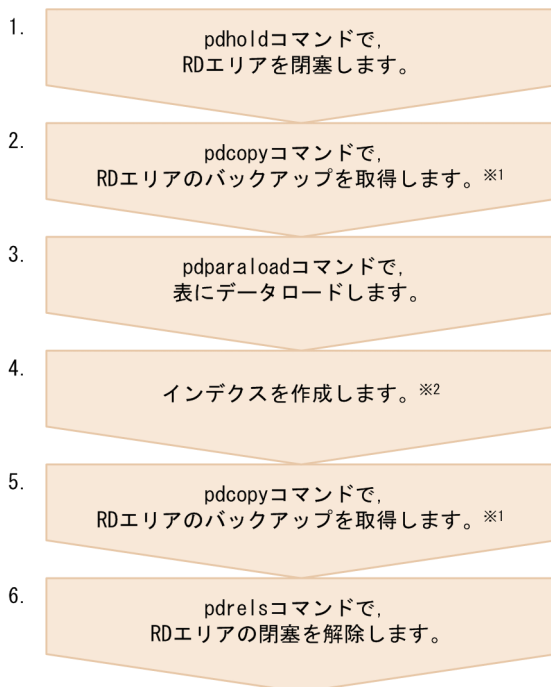 1.
pdholdコマンドで,
RDエリアを閉塞します。
2.
pdcopyコマンドで,
RDエリアのバックアップを取得します。※1
3.
pdparaloadコマンドで,
表にデータロードします。
4.
インデクスを作成します。※2
5.
pdcopyコマンドで,
RDエリアのバックアップを取得します。※1
6.
pdrelsコマンドで,
RDエリアの閉塞を解除します。